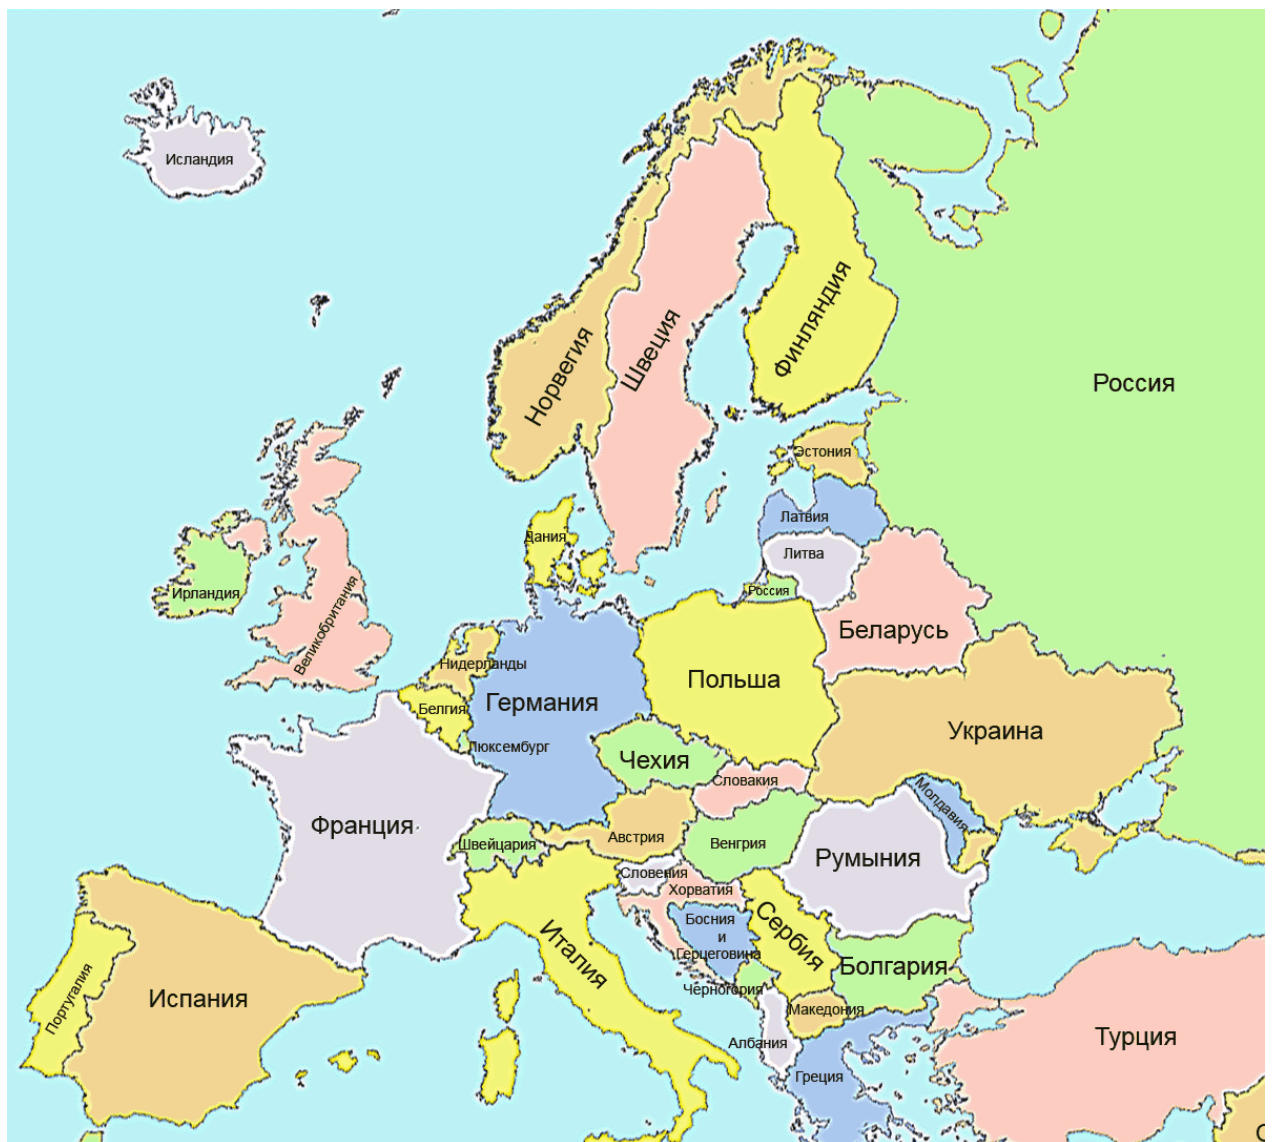 Исландия
Норвегия
Швеция
Финляндия
Россия
Эстония
Латвия
Литва
Россия
Дания
Ирландия
Великобритания
Беларусь
Нидерланды
Германия
Польша
Белгия
Люксембург
Чехия
Украина
Словакия
Молдавия
Франция
Швейцария
Австрия
Венгрия
Румыния
Словения
Хорватия
Босния
и
Герцеговина
Сербия
Италия
Болгария
Черногория
Португалия
Испания
Македония
Албания
Турция
Греция